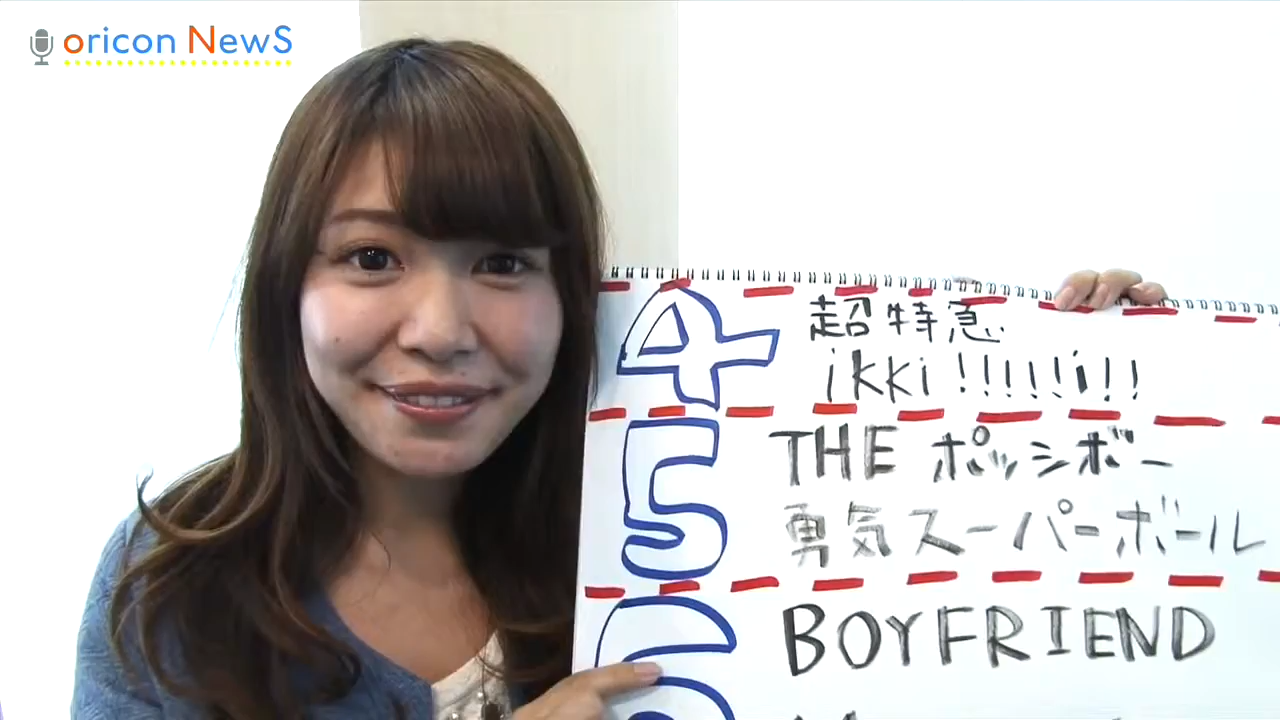 oricon NewS
4
超特急
ikki !!!!!i!!
5
THE ポッシボー
勇気スーパーボール
BOYFRIEND